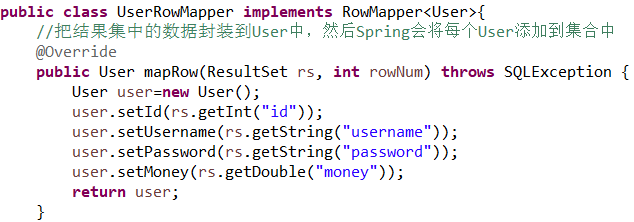 public class UserRowMapper implements RowMapper<User>{
//把结果集中的数据封装到User中，然后Spring会将每个User添加到集合中
@Override
public User mapRow(ResultSet rs, int rowNum) throws SQLException {
User user=new User();
user.setId(rs.getInt("id"));
user.setUsername(rs.getString("username"));
user.setPassword(rs.getString("password"));
user.setMoney(rs.getDouble("money"));
return user;
}